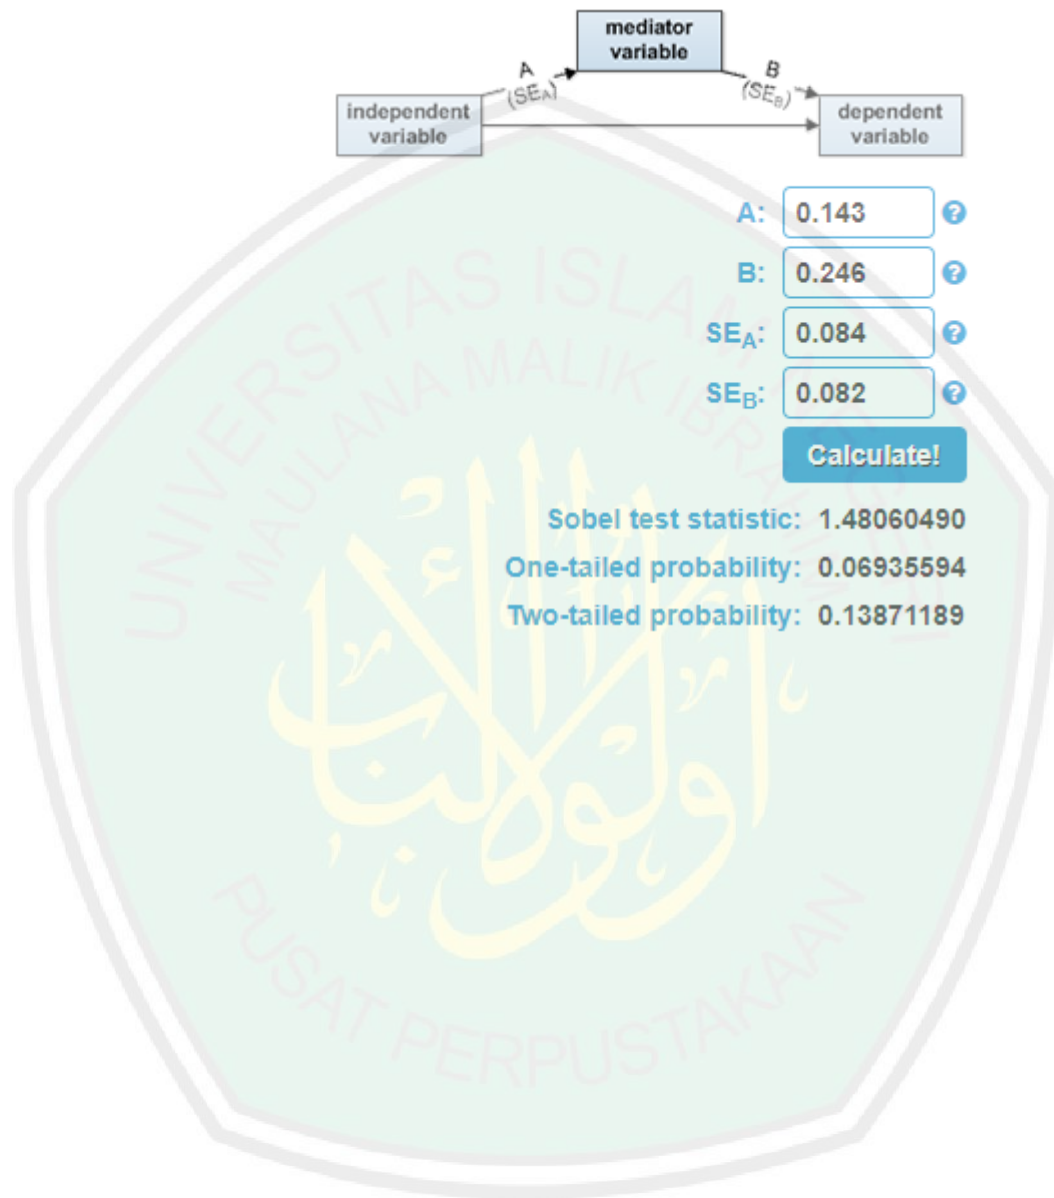 mediator
variable
A
(SEA)
B
(SEB)
independent
variable
dependent
variable
A: 0.143
B: 0.246
SEA: 0.084
SEB: 0.082
Calculate!
Sobel test statistic: 1.48060490
One-tailed probability: 0.06935594
Two-tailed probability: 0.13871189
UNIVERSITAS ISLAM NEGERI
MAULANA MALIK IBRAHIM
PUSAT PERPUSTAKAAN